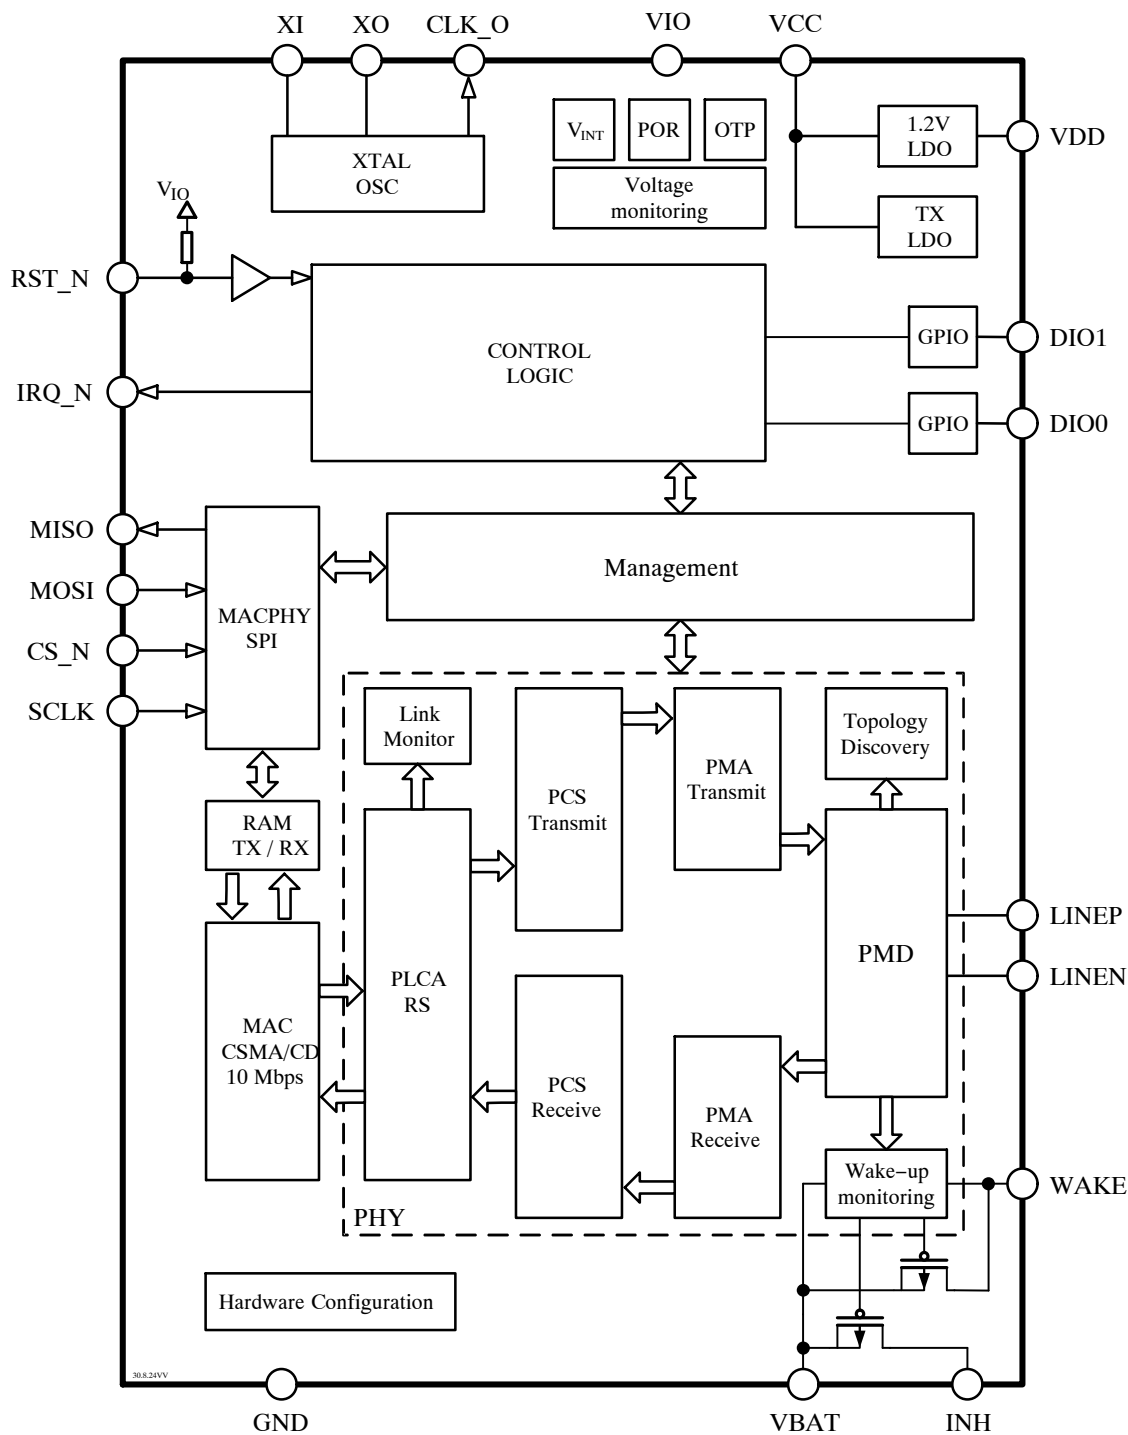 XI XO CLK_O VIO VCC
VINT POR OTP
1.2V
LDO
VDD
XTAL
OSC
Voltage
monitoring
VIO
TX
LDO
RST_N
CONTROL
LOGIC
GPIO
DIO1
IRQ_N
GPIO
DIO0
MISO
MOSI
CS_N
SCLK
MACPHY
SPI
Management
Link
Monitor
PCS
Transmit
PMA
Transmit
Topology
Discovery
RAM
TX / RX
PLCA
RS
PMD
LINEP
LINEN
MAC
CSMA/CD
10 Mbps
PCS
Receive
PMA
Receive
Wake-up
monitoring
WAKE
PHY
Hardware Configuration
30.8.24VV
GND VBAT INH